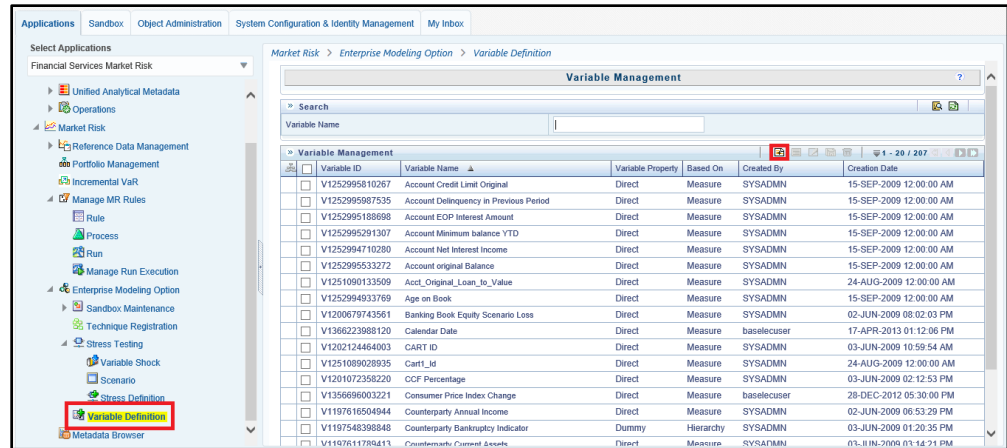 Applications Sandbox Object Administration System Configuration & Identity Management My Inbox
Select Applications
Financial Services Market Risk
Unified Analytical Metadata
Operations
Market Risk
Reference Data Management
Portfolio Management
Incremental VaR
Manage MR Rules
Rule
Process
Run
Manage Run Execution
Enterprise Modeling Option
Sandbox Maintenance
Technique Registration
Stress Testing
Variable Shock
Scenario
Stress Definition
Variable Definition
Metadata Browser
Market Risk > Enterprise Modeling Option > Variable Definition
Variable Management ?
» Search
Variable Name
» Variable Management 1 - 20 / 207
Variable ID Variable Name Variable Property Based On Created By Creation Date
V1252995810267 Account Credit Limit Original Direct Measure SYSADMN 15-SEP-2009 12:00:00 AM
V1252995987535 Account Delinquency in Previous Period Direct Measure SYSADMN 15-SEP-2009 12:00:00 AM
V1252995188698 Account EOP Interest Amount Direct Measure SYSADMN 15-SEP-2009 12:00:00 AM
V1252995291307 Account Minimum balance YTD Direct Measure SYSADMN 15-SEP-2009 12:00:00 AM
V1252994710280 Account Net Interest Income Direct Measure SYSADMN 15-SEP-2009 12:00:00 AM
V1252995533272 Account original Balance Direct Measure SYSADMN 15-SEP-2009 12:00:00 AM
V1251090133509 Acct_Original_Loan_to_Value Direct Measure SYSADMN 24-AUG-2009 12:00:00 AM
V1252994933769 Age on Book Direct Measure SYSADMN 15-SEP-2009 12:00:00 AM
V1200679743561 Banking Book Equity Scenario Loss Direct Measure SYSADMN 02-JUN-2009 08:02:03 PM
V1366223988120 Calendar Date Direct Measure baselecuser 17-APR-2013 01:12:06 PM
V1202124464003 CART ID Direct Measure SYSADMN 03-JUN-2009 10:59:54 AM
V1251089028935 Cart1_Id Direct Measure SYSADMN 24-AUG-2009 12:00:00 AM
V1201072358220 CCF Percentage Direct Measure SYSADMN 03-JUN-2009 02:12:53 PM
V1356696003221 Consumer Price Index Change Direct Measure baselecuser 28-DEC-2012 05:30:00 PM
V1197616504944 Counterparty Annual Income Direct Measure SYSADMN 02-JUN-2009 06:53:29 PM
V1197548398848 Counterparty Bankruptcy Indicator Dummy Hierarchy SYSADMN 03-JUN-2009 01:20:35 PM
V1197611789413 Counterparty Current Assets Direct Measure SYSADMN 03-JUN-2009 03:14:21 PM